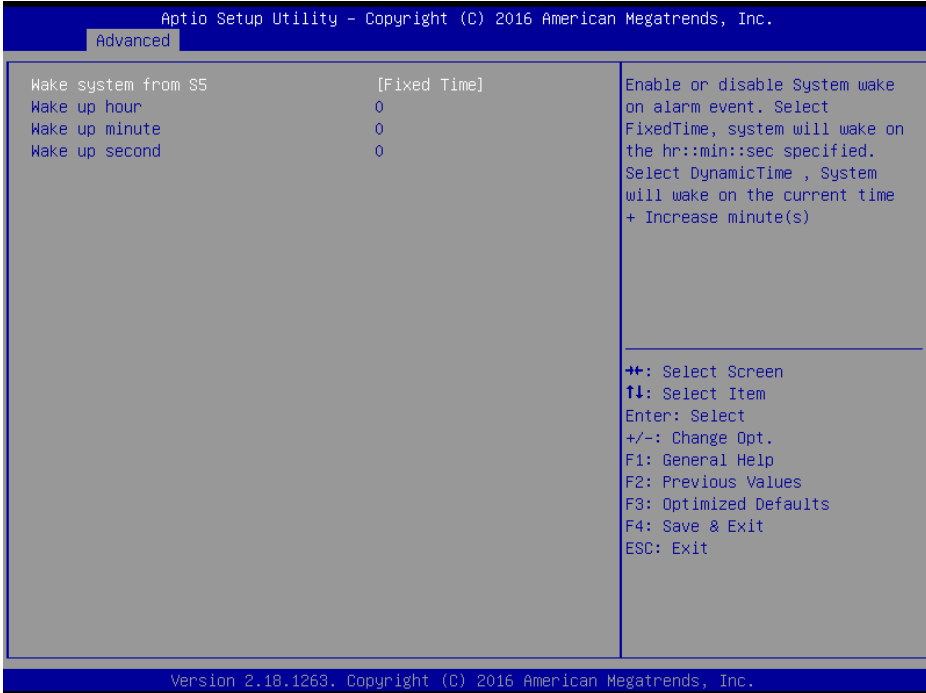 Aptio Setup Utility – Copyright (C) 2016 American Megatrends, Inc.
Advanced
Wake system from S5 [Fixed Time]
Wake up hour 0
Wake up minute 0
Wake up second 0
Enable or disable System wake
on alarm event. Select
FixedTime, system will wake on
the hr::min::sec specified.
Select DynamicTime , System
will wake on the current time
+ Increase minute(s)
→←: Select Screen
↑↓: Select Item
Enter: Select
+/-: Change Opt.
F1: General Help
F2: Previous Values
F3: Optimized Defaults
F4: Save & Exit
ESC: Exit
Version 2.18.1263. Copyright (C) 2016 American Megatrends, Inc.